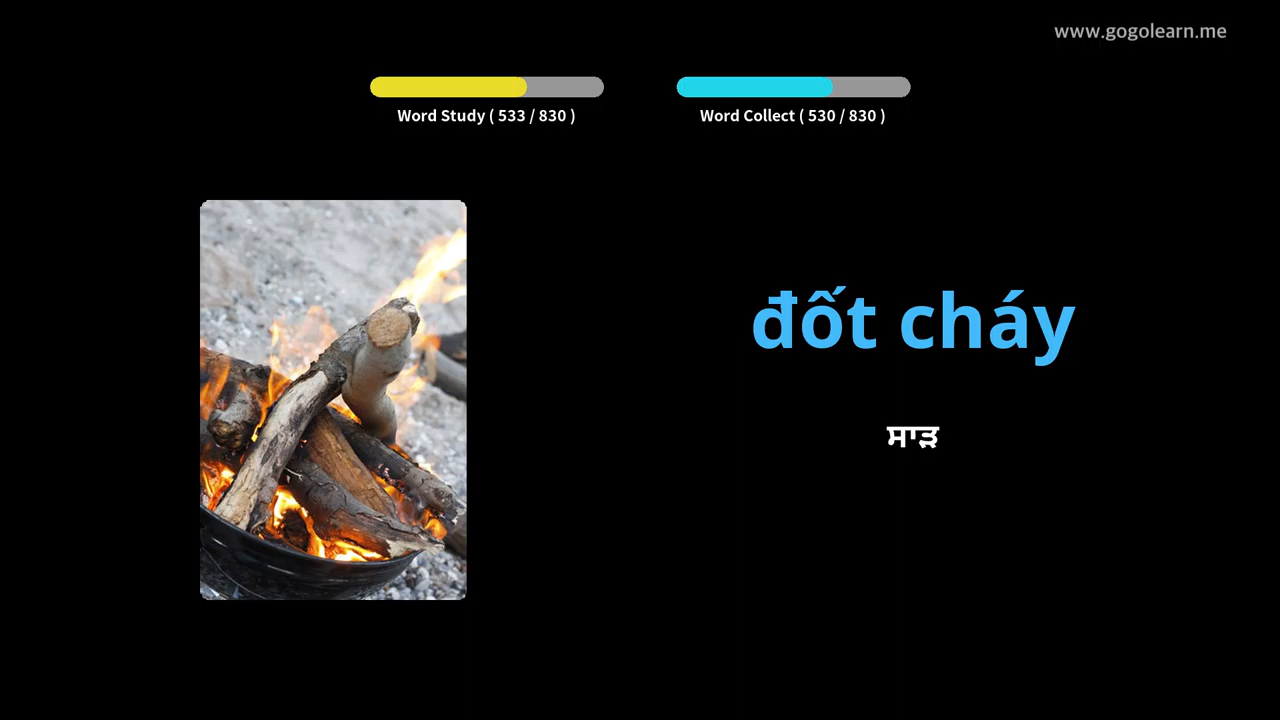 www.gogolearn.me
Word Study ( 533 / 830 )
Word Collect ( 530 / 830 )
đốt cháy
ਸਾੜ